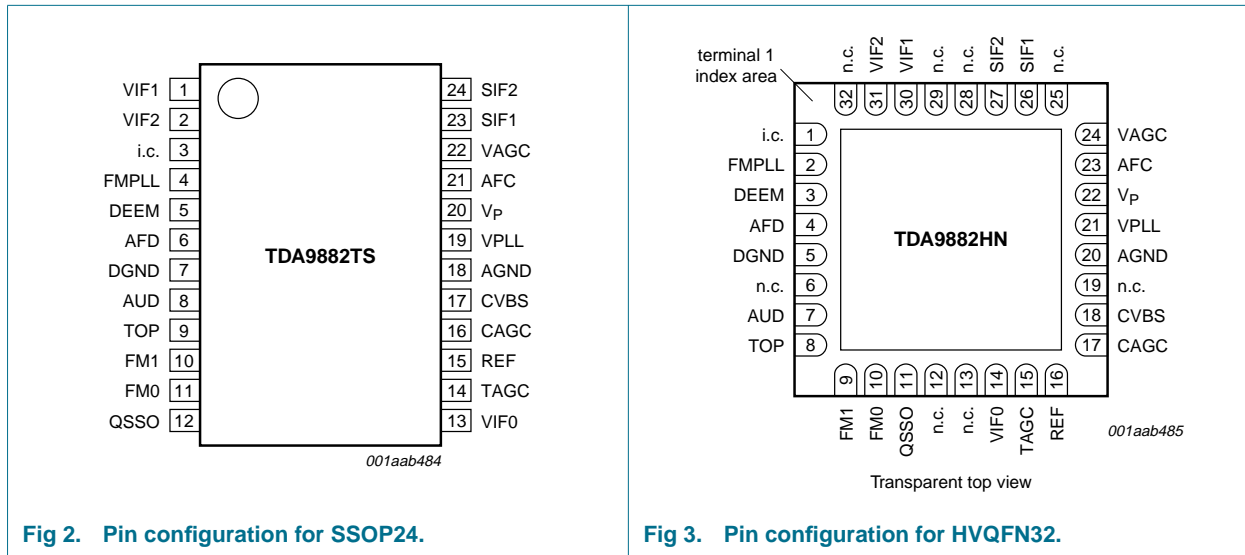 VIF1 1
VIF2 2
i.c. 3
FMPLL 4
DEEM 5
AFD 6
DGND 7
AUD 8
TOP 9
FM1 10
FM0 11
QSSO 12
TDA9882TS
24 SIF2
23 SIF1
22 VAGC
21 AFC
20 VP
19 VPLL
18 AGND
17 CVBS
16 CAGC
15 REF
14 TAGC
13 VIF0
001aab484
Fig 2. Pin configuration for SSOP24.
terminal 1
index area
n.c. VIF2 VIF1 n.c. n.c. SIF2 SIF1 n.c.
32 31 30 29 28 27 26 25
i.c. 1
FMPLL 2
DEEM 3
AFD 4
DGND 5
n.c. 6
AUD 7
TOP 8
TDA9882HN
24 VAGC
23 AFC
22 VP
21 VPLL
20 AGND
19 n.c.
18 CVBS
17 CAGC
9 10 11 12 13 14 15 16
FM1 FM0 QSSO n.c. n.c. VIF0 TAGC REF
001aab485
Transparent top view
Fig 3. Pin configuration for HVQFN32.